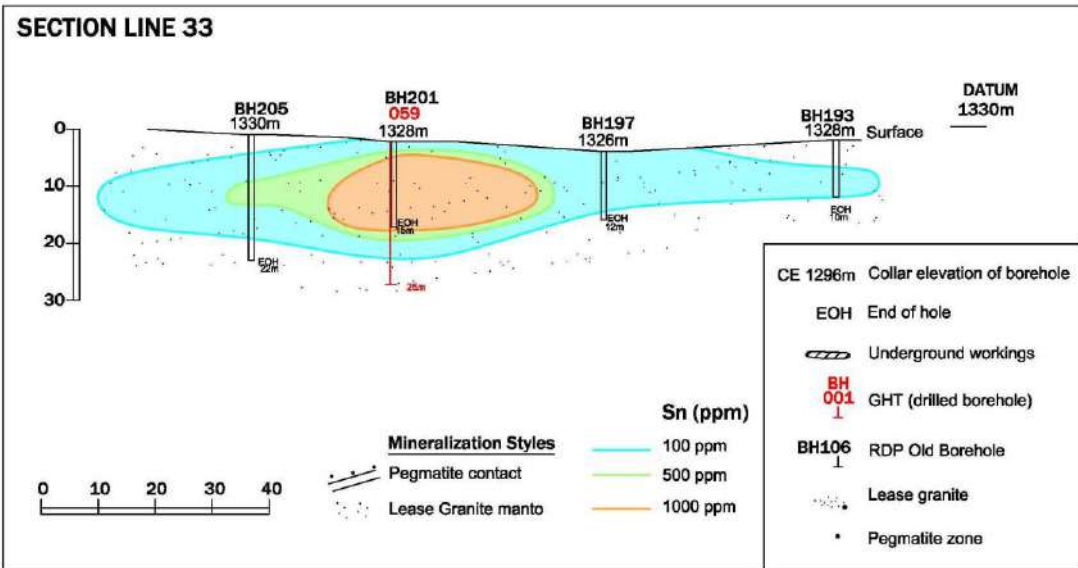 SECTION LINE 33
DATUM
1330m
BH205
1330m
BH201
059
1328m
BH197
1326m
BH193
1328m
Surface
0
10
20
30
EOH
22m
EOH
15m
25m
EOH
12m
EOH
10m
CE 1296m Collar elevation of borehole
EOH End of hole
Underground workings
BH
001
GHT (drilled borehole)
BH106 RDP Old Borehole
Lease granite
Pegmatite zone
Sn (ppm)
100 ppm
500 ppm
1000 ppm
Mineralization Styles
Pegmatite contact
Lease Granite manto
0 10 20 30 40